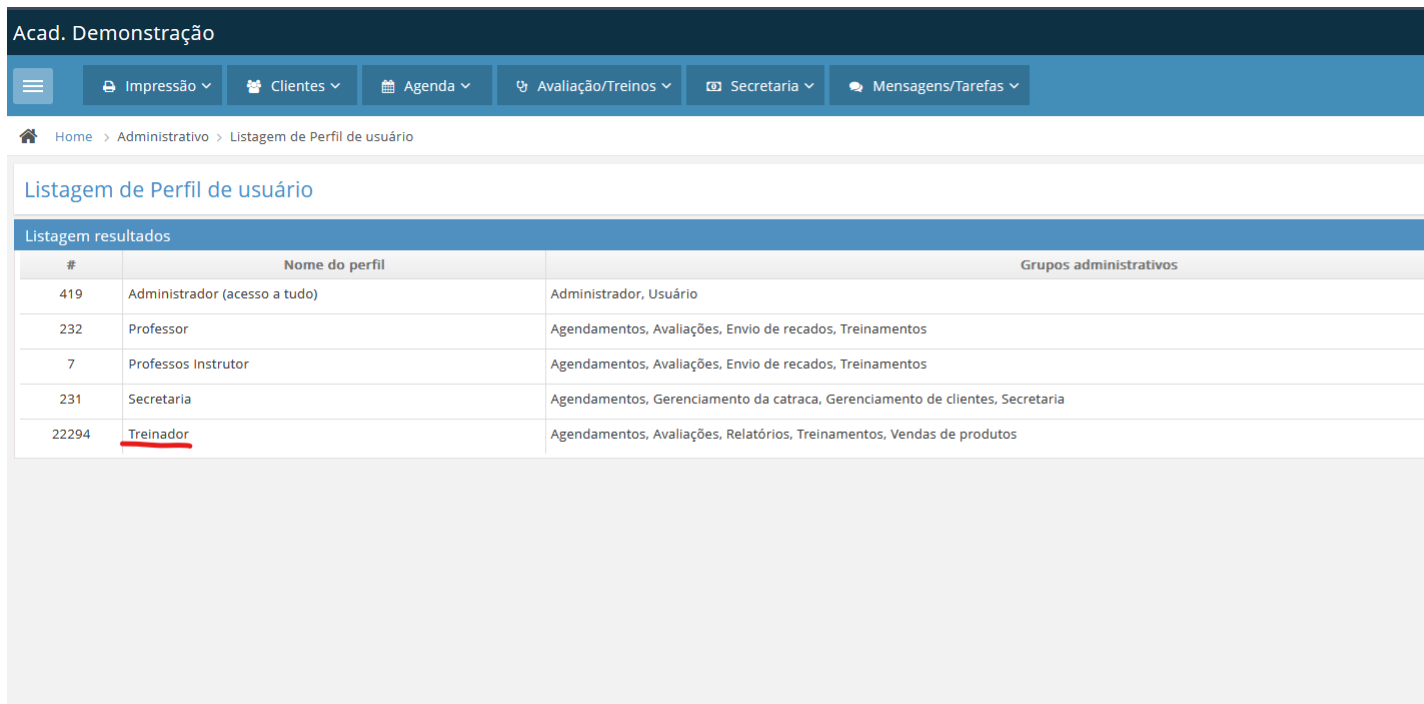 Acad. Demonstração
Impressão Clientes Agenda Avaliação/Treinos Secretaria Mensagens/Tarefas
Home > Administrativo > Listagem de Perfil de usuário
Listagem de Perfil de usuário
Listagem resultados
# Nome do perfil Grupos administrativos
419 Administrador (acesso a tudo) Administrador, Usuário
232 Professor Agendamentos, Avaliações, Envio de recados, Treinamentos
7 Professos Instrutor Agendamentos, Avaliações, Envio de recados, Treinamentos
231 Secretaria Agendamentos, Gerenciamento da catraca, Gerenciamento de clientes, Secretaria
22294 Treinador Agendamentos, Avaliações, Relatórios, Treinamentos, Vendas de produtos